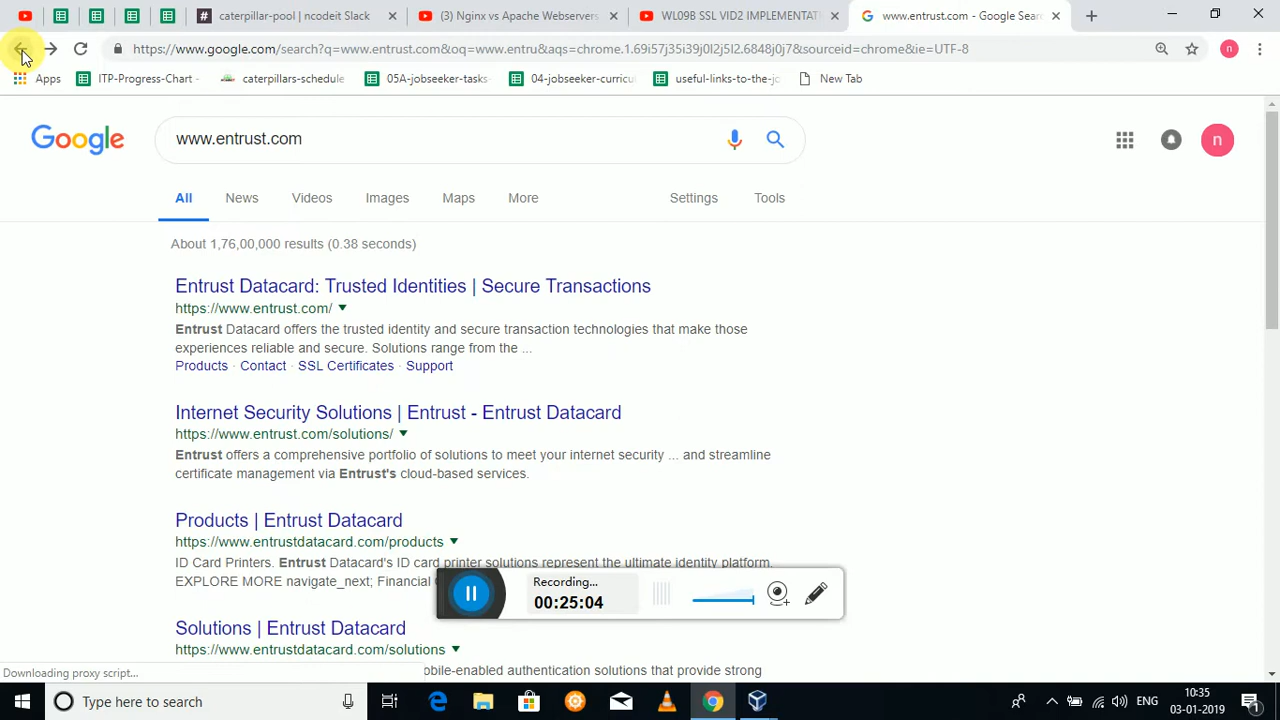 caterpillar-pool | ncodeit Slack
(3) Nginx vs Apache Webservers
WL09B SSL VID2 IMPLEMENTAT
www.entrust.com - Google Sear
https://www.google.com/search?q=www.entrust.com&oq=www.entru&aqs=chrome.1.69i57j35i39j0l2j5l2.6848j0j7&sourceid=chrome&ie=UTF-8
n
Apps
ITP-Progress-Chart -
caterpillars-schedule
05A-jobseeker-tasks-
04-jobseeker-curricu
useful-links-to-the-jo
New Tab
Google
www.entrust.com
n
All
News
Videos
Images
Maps
More
Settings
Tools
About 1,76,00,000 results (0.38 seconds)
Entrust Datacard: Trusted Identities | Secure Transactions
https://www.entrust.com/
Entrust Datacard offers the trusted identity and secure transaction technologies that make those
experiences reliable and secure. Solutions range from the ...
Products · Contact · SSL Certificates · Support
Internet Security Solutions | Entrust - Entrust Datacard
https://www.entrust.com/solutions/
Entrust offers a comprehensive portfolio of solutions to meet your internet security ... and streamline
certificate management via Entrust's cloud-based services.
Products | Entrust Datacard
https://www.entrustdatacard.com/products
ID Card Printers. Entrust Datacard's ID card printer solutions represent the ultimate identity platform.
EXPLORE MORE navigate_next; Financial
Recording...
00:25:04
Solutions | Entrust Datacard
https://www.entrustdatacard.com/solutions
mobile-enabled authentication solutions that provide strong
Downloading proxy script...
Type here to search
ENG
10:35
03-01-2019
1